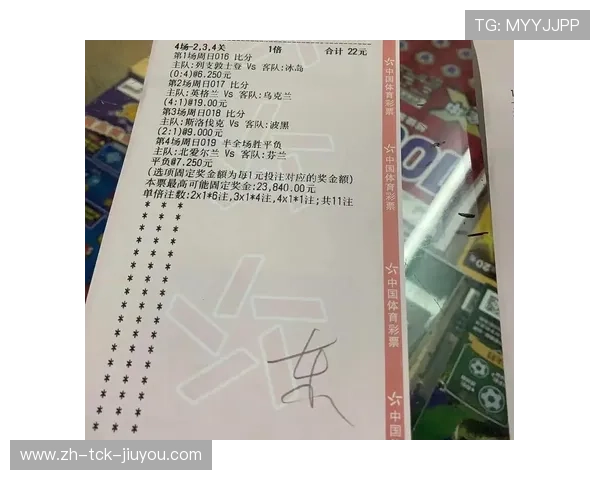 TG: MYYJJPP
4场-2,3,4关 1倍 合计 22元
第1场周日016 比分
主队:列支敦士登 Vs 客队:冰岛
(0:4)@6.250元
第2场周日017 比分
主队:英格兰 Vs 客队:乌克兰
(4:1)@19.00元
第3场周日018 比分
主队:斯洛伐克 Vs 客队:波黑
(2:1)@9.000元
第4场周日019 半全场胜平负
主队:北爱尔兰 Vs 客队:芬兰
平负@7.250元
(选项固定奖金额为每1元投注对应的奖金额)
本票最高可能固定奖金:23,840.00元
单倍注数:2x1*6注,3x1*4注,4x1*1注;共11注
中国体育彩票
中国体育彩票
中国体育彩票
中国体育
东
www.zh-tck-jiuyou.com